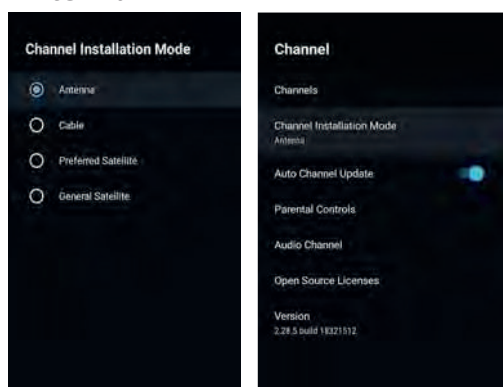 Channel Installation Mode
Antenna
Cable
Preferred Satellite
General Satellite
Channel
Channels
Channel Installation Mode
Antenna
Auto Channel Update
Parental Controls
Audio Channel
Open Source Licenses
Version
2.28.5 build 18321512